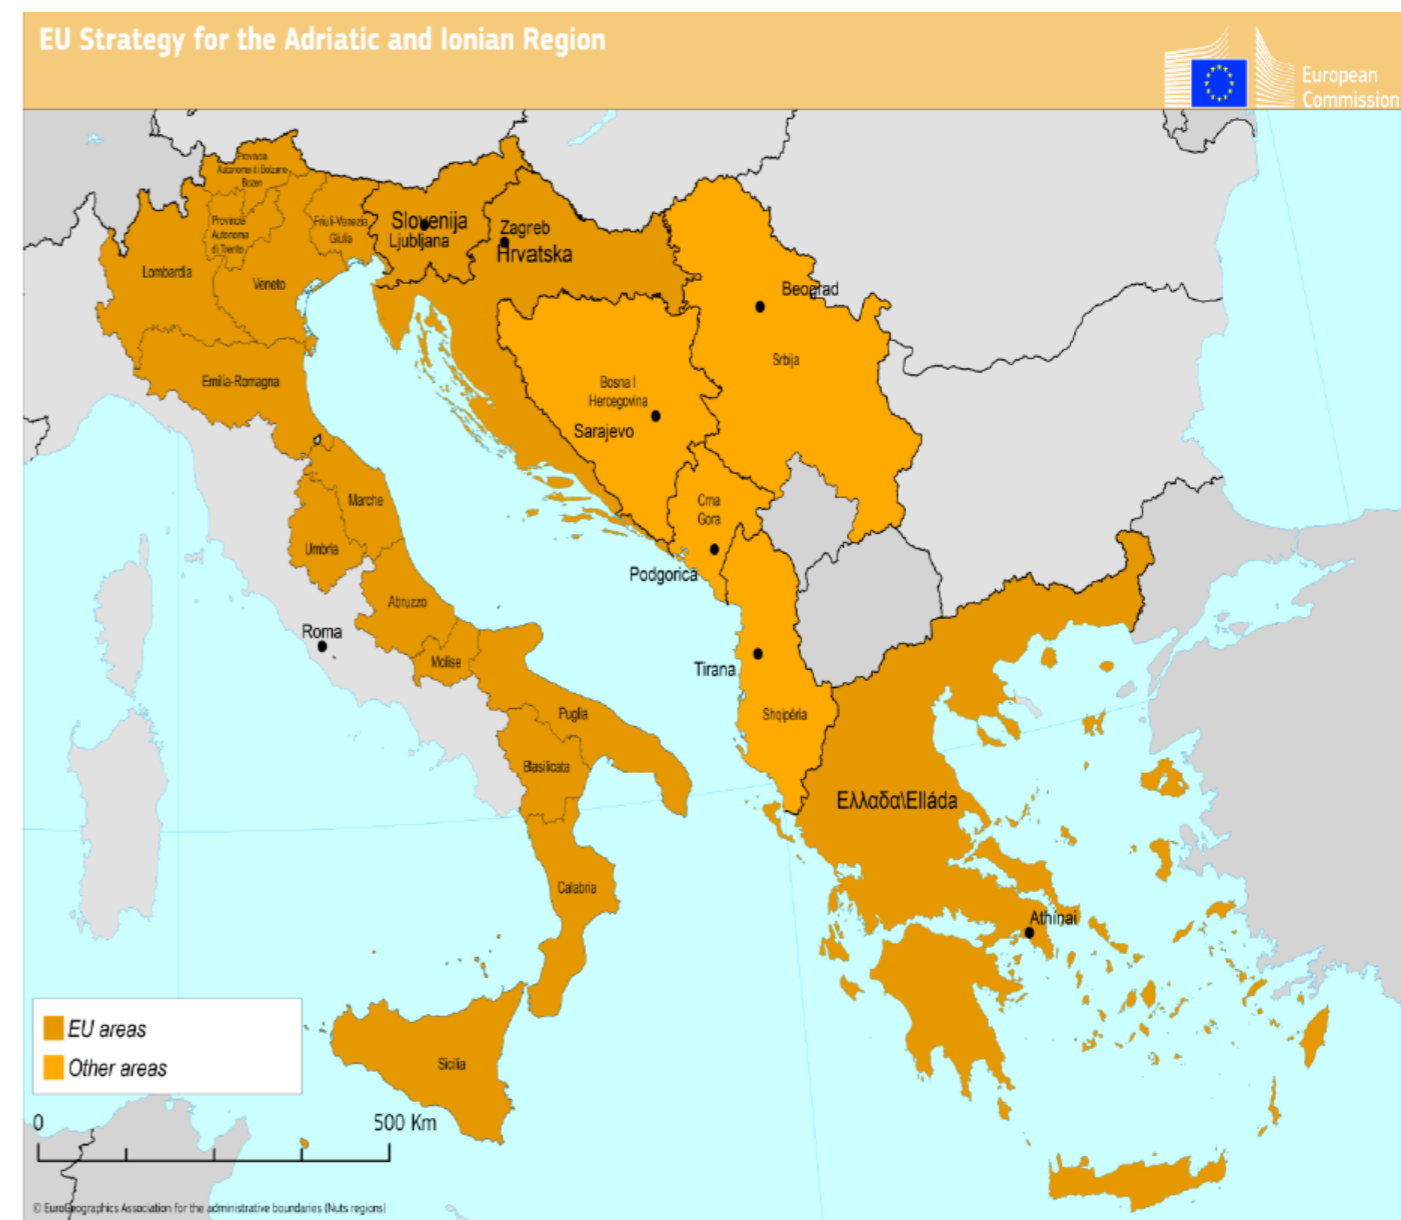 EU Strategy for the Adriatic and Ionian Region
European
Commission
Provincia
Autonoma di Bolzano
Bozen
Provincia
Autonoma
di Trento
Friuli-Venezia
Giulia
Slovenija
Ljubljana
Zagreb
Hrvatska
Lombardia
Veneto
Beograd
Srbija
Emilia-Romagna
Bosna I
Hercegovina
Sarajevo
Marche
Crna
Gora
Umbria
Podgorica
Abruzzo
Roma
Molise
Tirana
Puglia
Shqipëria
Blasilicata
Ελλαδα\Elláda
Calabria
Athinai
Sicilia
EU areas
Other areas
0
500 Km
© EuroGeographics Association for the administrative boundaries (Nuts regions)